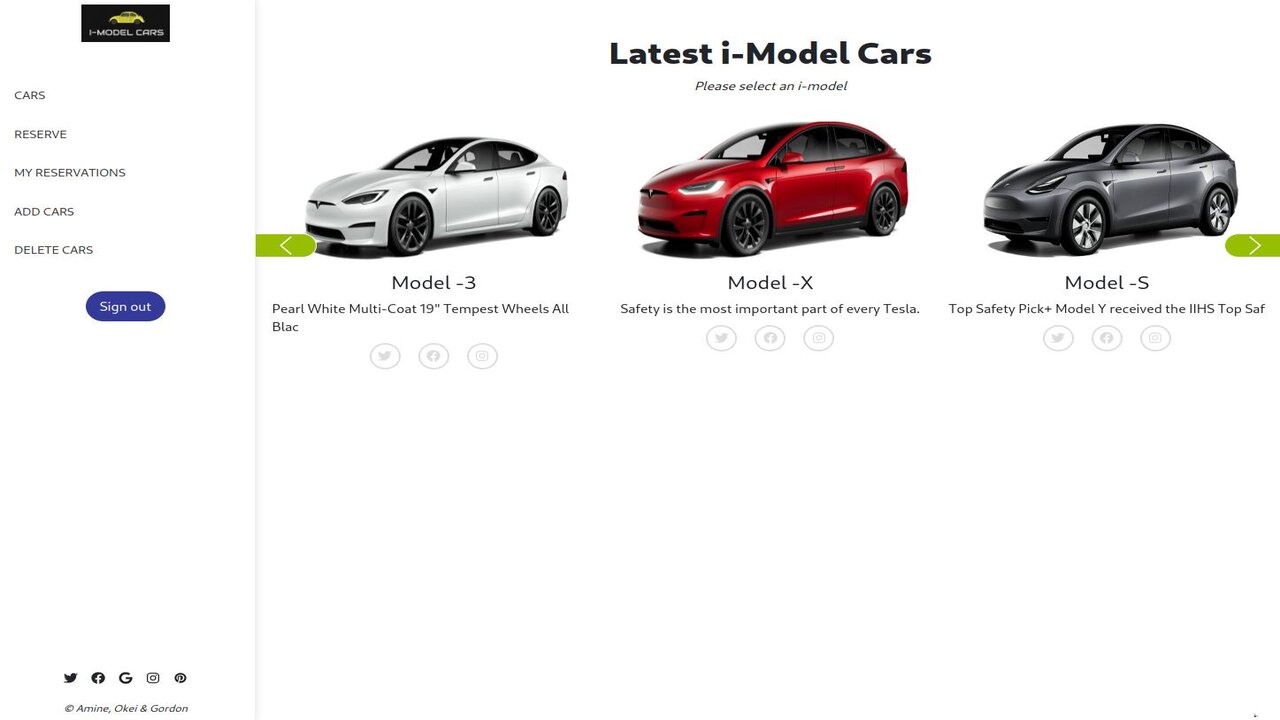 I-MODEL CARS
CARS
RESERVE
MY RESERVATIONS
ADD CARS
DELETE CARS
Sign out
© Amine, Okei & Gordon
Latest i-Model Cars
Please select an i-model
Model -3
Pearl White Multi-Coat 19" Tempest Wheels All
Blac
Model -X
Safety is the most important part of every Tesla.
Model -S
Top Safety Pick+ Model Y received the IIHS Top Saf